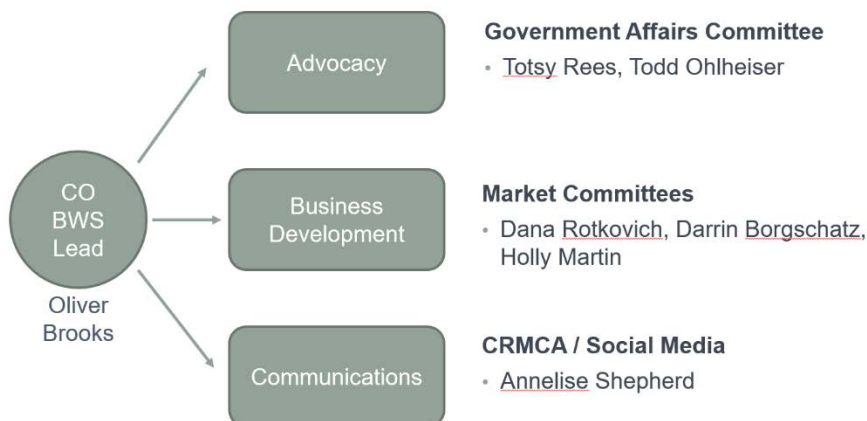 Advocacy
Government Affairs Committee
• Totsy Rees, Todd Ohlheiser
CO
BWS
Lead
Oliver
Brooks
Business
Development
Market Committees
• Dana Rotkovich, Darrin Borgschatz,
Holly Martin
Communications
CRMCA / Social Media
• Annelise Shepherd